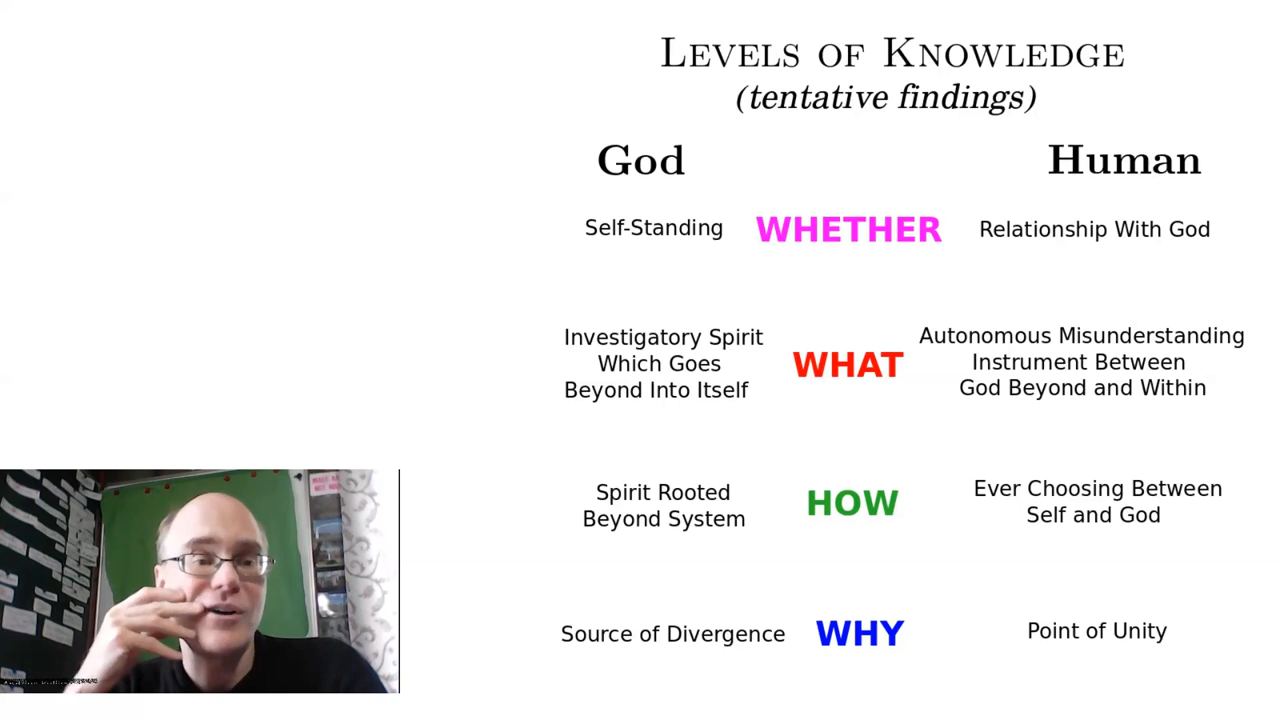 LEVELS OF KNOWLEDGE
(tentative findings)
God
Human
Self-Standing
WHETHER
Relationship With God
Investigatory Spirit
Which Goes
Beyond Into Itself
WHAT
Autonomous Misunderstanding
Instrument Between
God Beyond and Within
Spirit Rooted
Beyond System
HOW
Ever Choosing Between
Self and God
Source of Divergence
WHY
Point of Unity